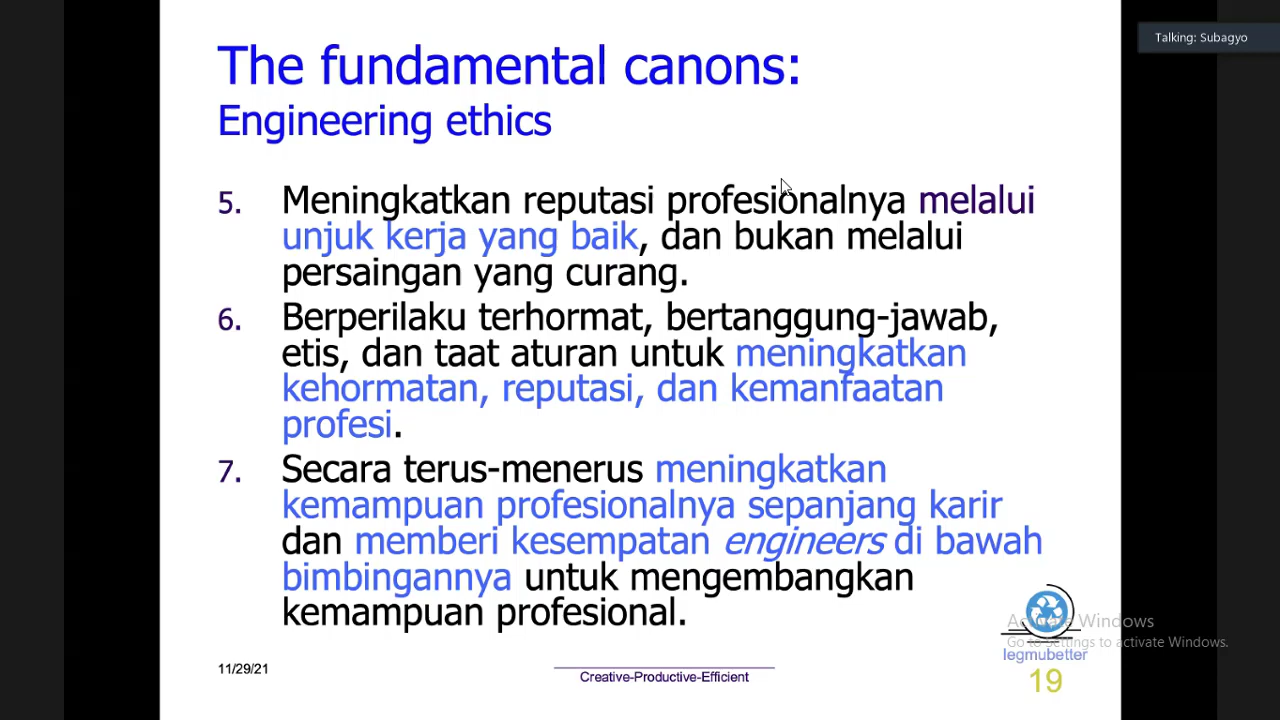 Talking: Subagyo
The fundamental canons:
Engineering ethics
5. Meningkatkan reputasi profesionalnya melalui
unjuk kerja yang baik, dan bukan melalui
persaingan yang curang.
6. Berperilaku terhormat, bertanggung-jawab,
etis, dan taat aturan untuk meningkatkan
kehormatan, reputasi, dan kemanfaatan
profesi.
7. Secara terus-menerus meningkatkan
kemampuan profesionalnya sepanjang karir
dan memberi kesempatan engineers di bawah
bimbingannya untuk mengembangkan
kemampuan profesional.
Activate Windows
Go to Settings to activate Windows.
legmubetter
11/29/21
Creative-Productive-Efficient
19